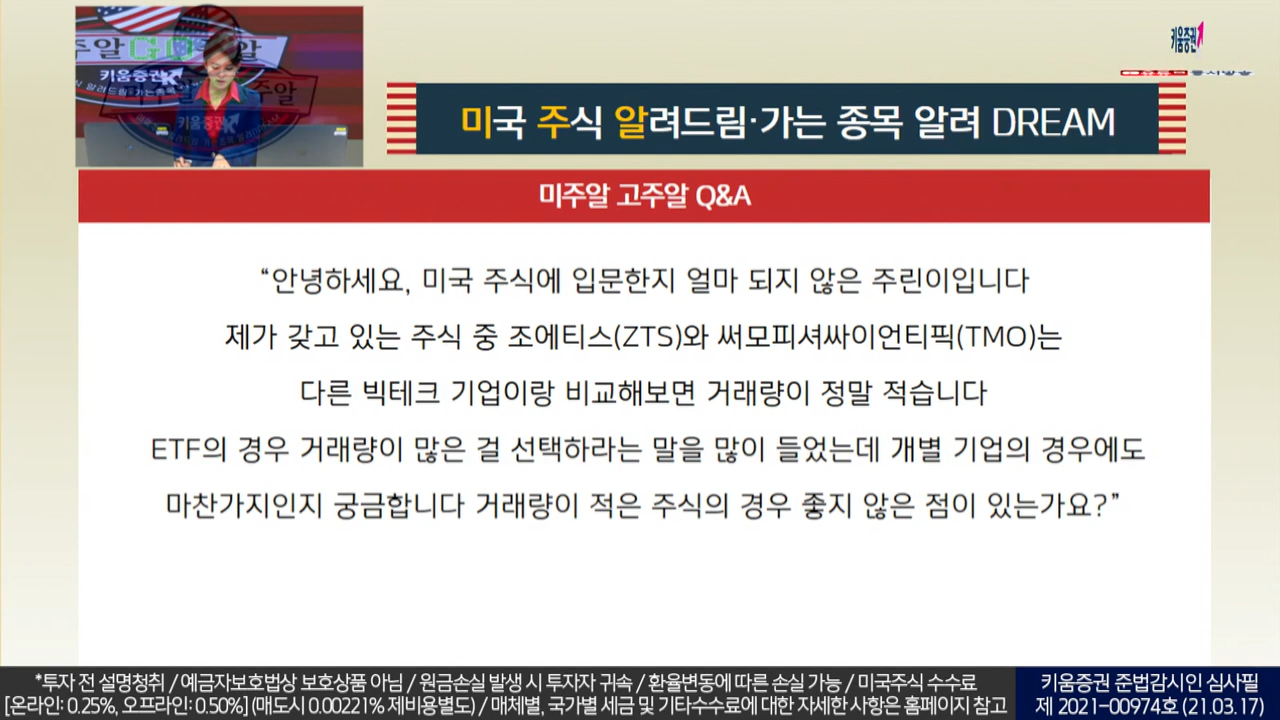 주알GO주알
키움증권
키움증권
미국 주식 알려드림·가는 종목 알려 DREAM
미주알 고주알 Q&A
“안녕하세요, 미국 주식에 입문한지 얼마 되지 않은 주린이입니다
제가 갖고 있는 주식 중 조에티스(ZTS)와 써모피셔싸이언티픽(TMO)는
다른 빅테크 기업이랑 비교해보면 거래량이 정말 적습니다
ETF의 경우 거래량이 많은 걸 선택하라는 말을 많이 들었는데 개별 기업의 경우에도
마찬가지인지 궁금합니다 거래량이 적은 주식의 경우 좋지 않은 점이 있는가요?”
*투자 전 설명청취 / 예금자보호법상 보호상품 아님 / 원금손실 발생 시 투자자 귀속 / 환율변동에 따른 손실 가능 / 미국주식 수수료
[온라인: 0.25%, 오프라인: 0.50%] (매도시 0.00221% 제비용별도) / 매체별, 국가별 세금 및 기타수수료에 대한 자세한 사항은 홈페이지 참고
키움증권 준법감시인 심사필
제 2021-00974호 (21.03.17)